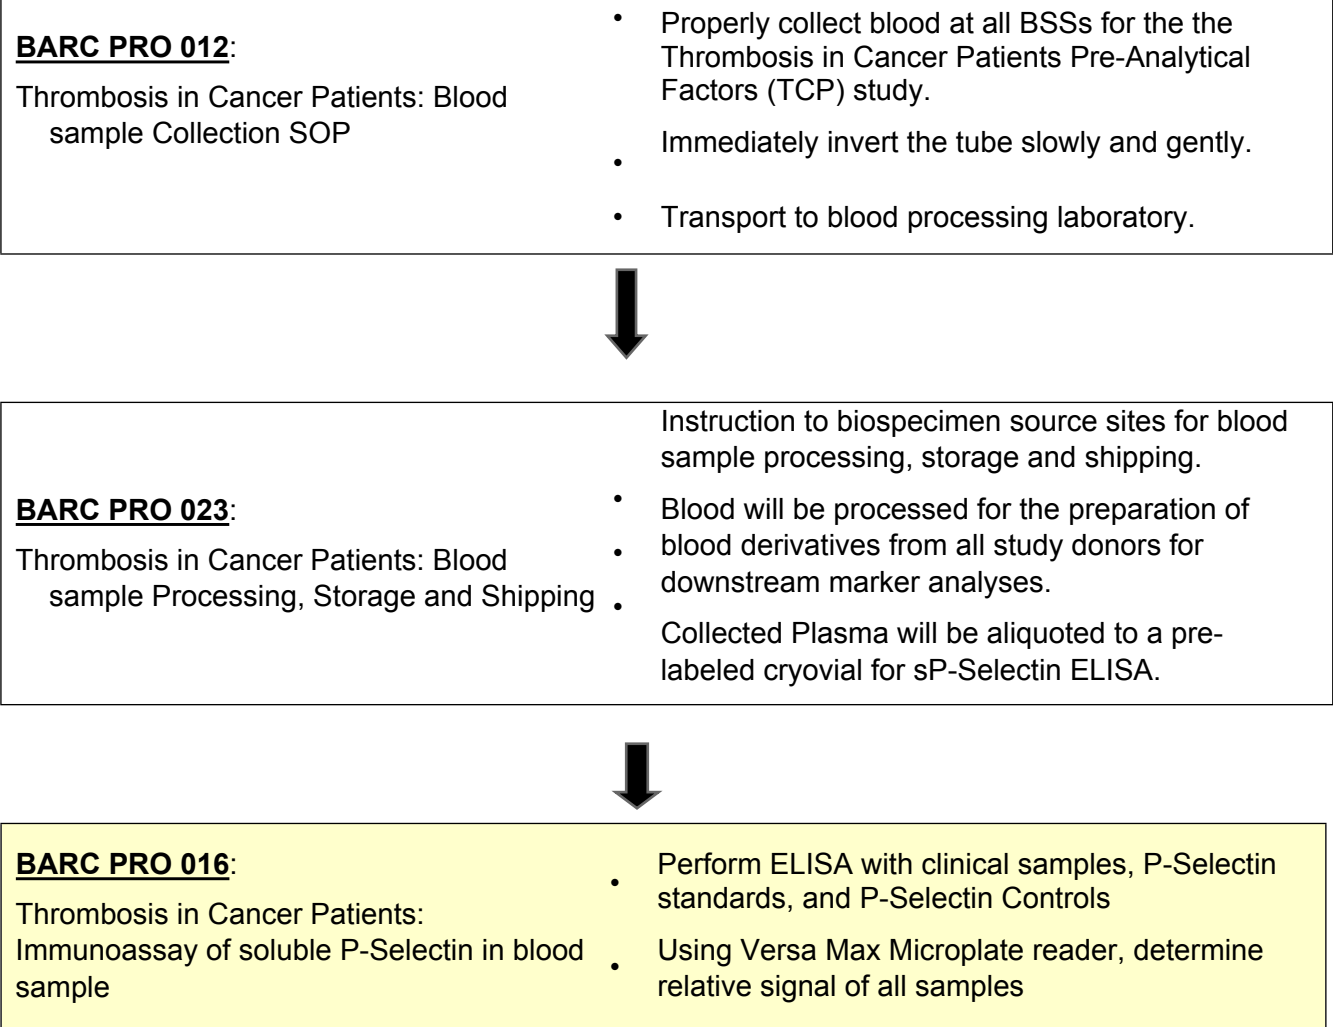 BARC PRO 012:
Thrombosis in Cancer Patients: Blood
sample Collection SOP
• Properly collect blood at all BSSs for the the
Thrombosis in Cancer Patients Pre-Analytical
Factors (TCP) study.
• Immediately invert the tube slowly and gently.
• Transport to blood processing laboratory.
BARC PRO 023:
Thrombosis in Cancer Patients: Blood
sample Processing, Storage and Shipping
• Instruction to biospecimen source sites for blood
sample processing, storage and shipping.
• Blood will be processed for the preparation of
blood derivatives from all study donors for
downstream marker analyses.
• Collected Plasma will be aliquoted to a pre-
labeled cryovial for sP-Selectin ELISA.
BARC PRO 016:
Thrombosis in Cancer Patients:
Immunoassay of soluble P-Selectin in blood
sample
• Perform ELISA with clinical samples, P-Selectin
standards, and P-Selectin Controls
• Using Versa Max Microplate reader, determine
relative signal of all samples